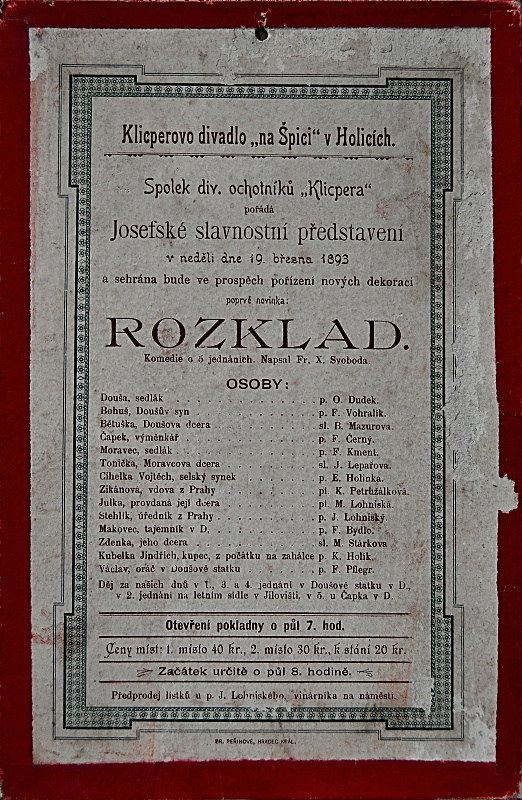 Klicperovo divadlo „na Špici“ v Holicích.
Spolek div. ochotníků „Klicpera“
pořádá
Josefské slavnostní představení
v neděli dne 19. března 1893
a sehrána bude ve prospěch pořízení nových dekorací
poprvé novinka:
ROZKLAD.
Komedie o 5 jednáních. Napsal Fr. X. Svoboda.
OSOBY:
Douša, sedlák . . . p. O. Dudek.
Bohuš, Doušův syn . . . p. F. Vohralík.
Bětuška, Doušova dcera . . . sl. B. Mazurova.
Čapek, výměnkář . . . p. F. Černý.
Moravec, sedlák . . . p. F. Kment.
Tonička, Moravcova dcera . . . sl. J. Lepařova.
Cihelka Vojtěch, selský synek . . . p. E. Holinka.
Zikánová, vdova z Prahy . . . pí. K. Petržálková.
Julka, provdaná její dcera . . . pí. M. Lohniská.
Stehlík, úředník z Prahy . . . p. J. Lohniský.
Makovec, tajemník v D. . . . p. F. Bydlo.
Zdenka, jeho dcera . . . sl. M. Stárkova
Kubelka Jindřich, kupec, z počátku na zahálce p. K. Holík.
Václav, oráč v Doušově statku . . . p. F. Pflegr.
Děj za našich dnů v 1., 3. a 4. jednání v Doušově statku v D.,
v 2. jednání na letním sídle v Jilovišti, v 5. u Čapka v D.
Otevření pokladny o půl 7. hod.
Ceny míst: 1. místo 40 kr., 2. místo 30 kr., k stání 20 kr.
Začátek určitě o půl 8. hodině.
Předprodej lístků u p. J. Lohniského, vinárníka na náměstí.
BR. PEŘINOVÉ, HRADEC KRÁL.